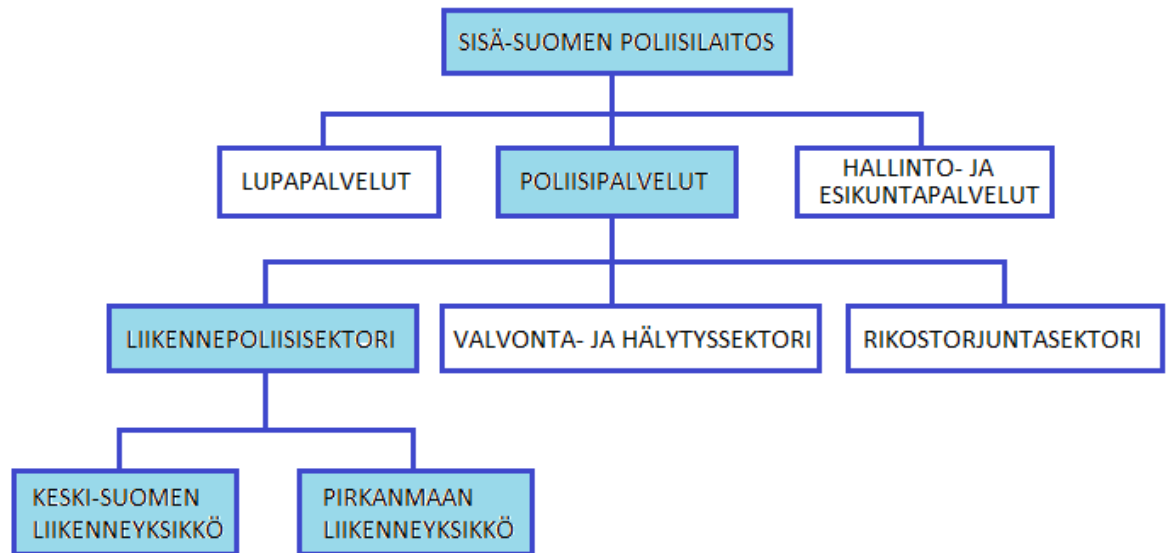 SISÄ-SUOMEN POLIISILAITOS
LUPAPALVELUT
POLIISIPALVELUT
HALLINTO- JA
ESIKUNTAPALVELUT
LIIKENNEPOLIISISEKTORI
VALVONTA- JA HÄLYTYSSEKTORI
RIKOSTORJUNTASEKTORI
KESKI-SUOMEN
LIIKENNEYKSIKKÖ
PIRKANMAAN
LIIKENNEYKSIKKÖ